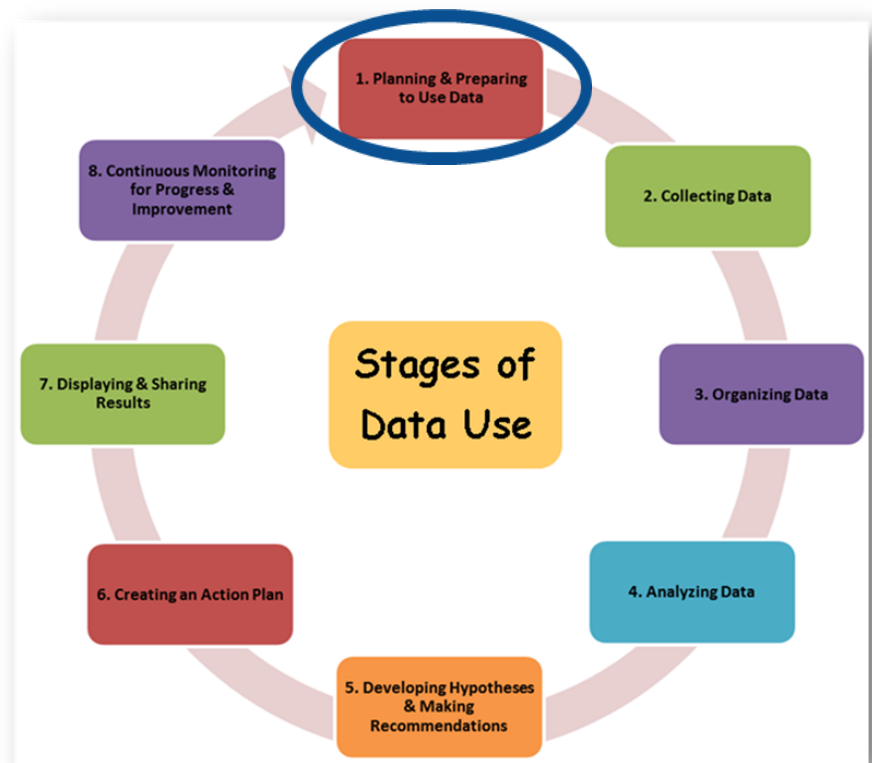 1. Planning & Preparing
to Use Data
2. Collecting Data
3. Organizing Data
4. Analyzing Data
5. Developing Hypotheses
& Making
Recommendations
6. Creating an Action Plan
7. Displaying & Sharing
Results
8. Continuous Monitoring
for Progress &
Improvement
Stages of
Data Use